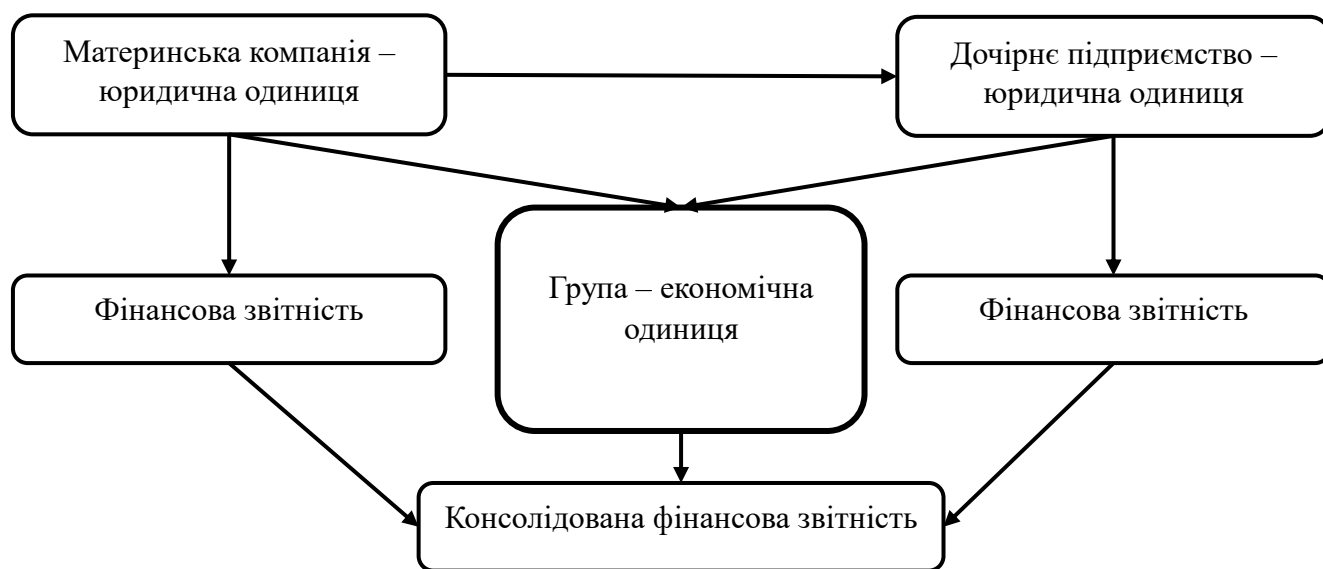 Материнська компанія –
юридична одиниця
Дочірнє підприємство –
юридична одиниця
Фінансова звітність
Група – економічна
одиниця
Фінансова звітність
Консолідована фінансова звітність